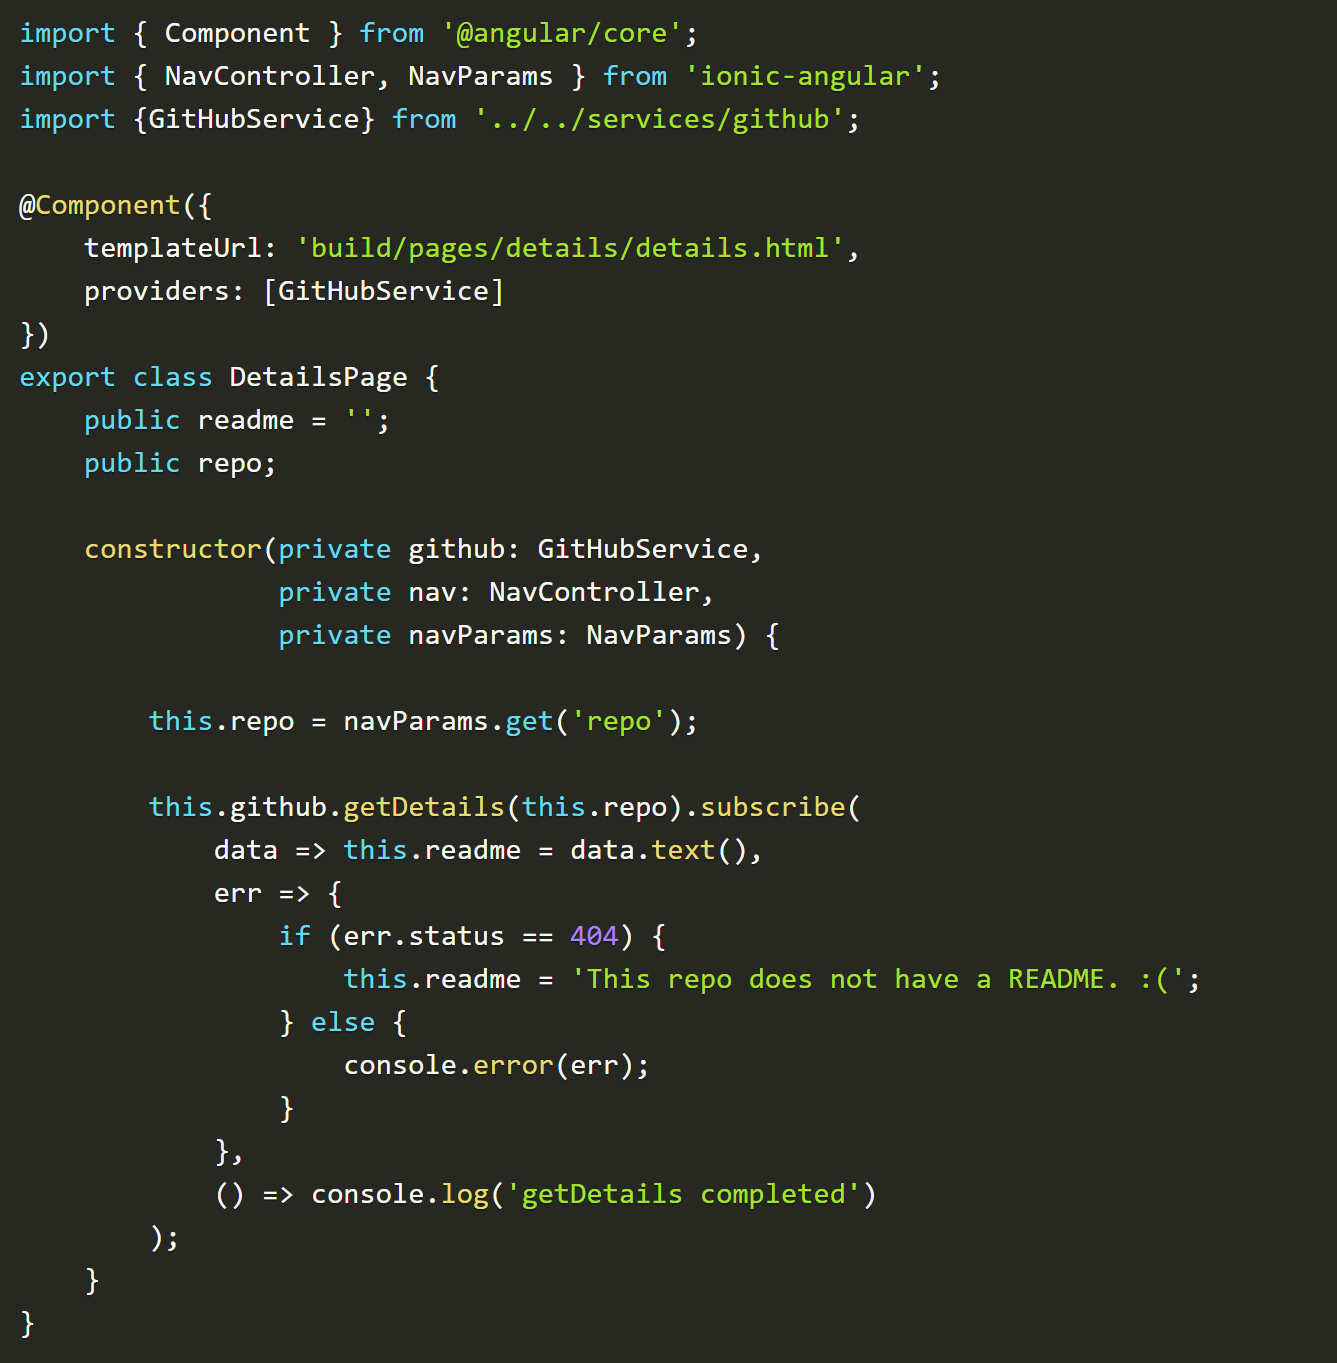 import { Component } from '@angular/core';
import { NavController, NavParams } from 'ionic-angular';
import {GitHubService} from '../../services/github';

@Component({
    templateUrl: 'build/pages/details/details.html',
    providers: [GitHubService]
})
export class DetailsPage {
    public readme = '';
    public repo;

    constructor(private github: GitHubService,
                private nav: NavController,
                private navParams: NavParams) {

        this.repo = navParams.get('repo');

        this.github.getDetails(this.repo).subscribe(
            data => this.readme = data.text(),
            err => {
                if (err.status == 404) {
                    this.readme = 'This repo does not have a README. :(';
                } else {
                    console.error(err);
                }
            },
            () => console.log('getDetails completed')
        );
    }
}